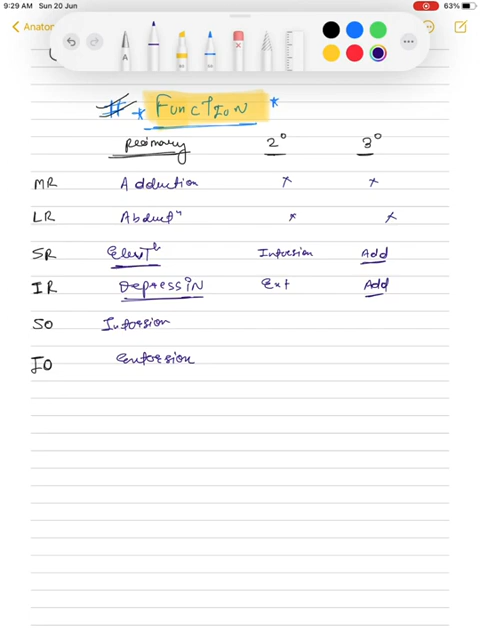 9:29 AM Sun 20 Jun 63%
Anator
# * FUNCTION *
primary 2° 3°
MR Adduction x x
LR Abductⁿ x x
SR Elevtⁿ Intorsion Add
IR DEPRESSIN Ext Add
SO Intorsion
IO Extorsion